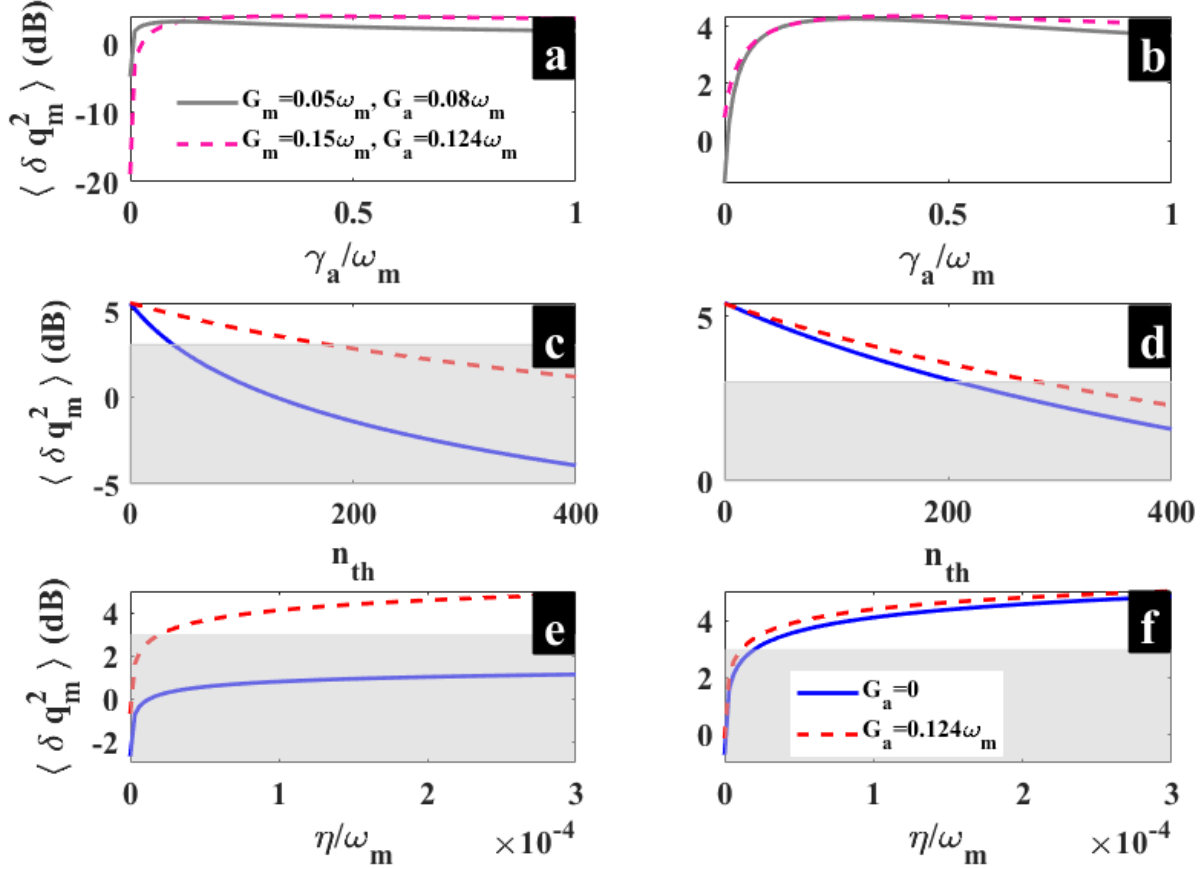 ⟨ δ q_m^2 ⟩ (dB)
0
-10
-20
a
G_m=0.05ω_m, G_a=0.08ω_m
G_m=0.15ω_m, G_a=0.124ω_m
0 0.5 1
γ_a/ω_m
4
2
0
b
0 0.5 1
γ_a/ω_m
⟨ δ q_m^2 ⟩ (dB)
5
0
-5
c
0 200 400
n_th
5
0
d
0 200 400
n_th
⟨ δ q_m^2 ⟩ (dB)
4
2
0
-2
e
0 1 2 3
η/ω_m ×10^-4
4
2
0
f
G_a=0
G_a=0.124ω_m
0 1 2 3
η/ω_m ×10^-4